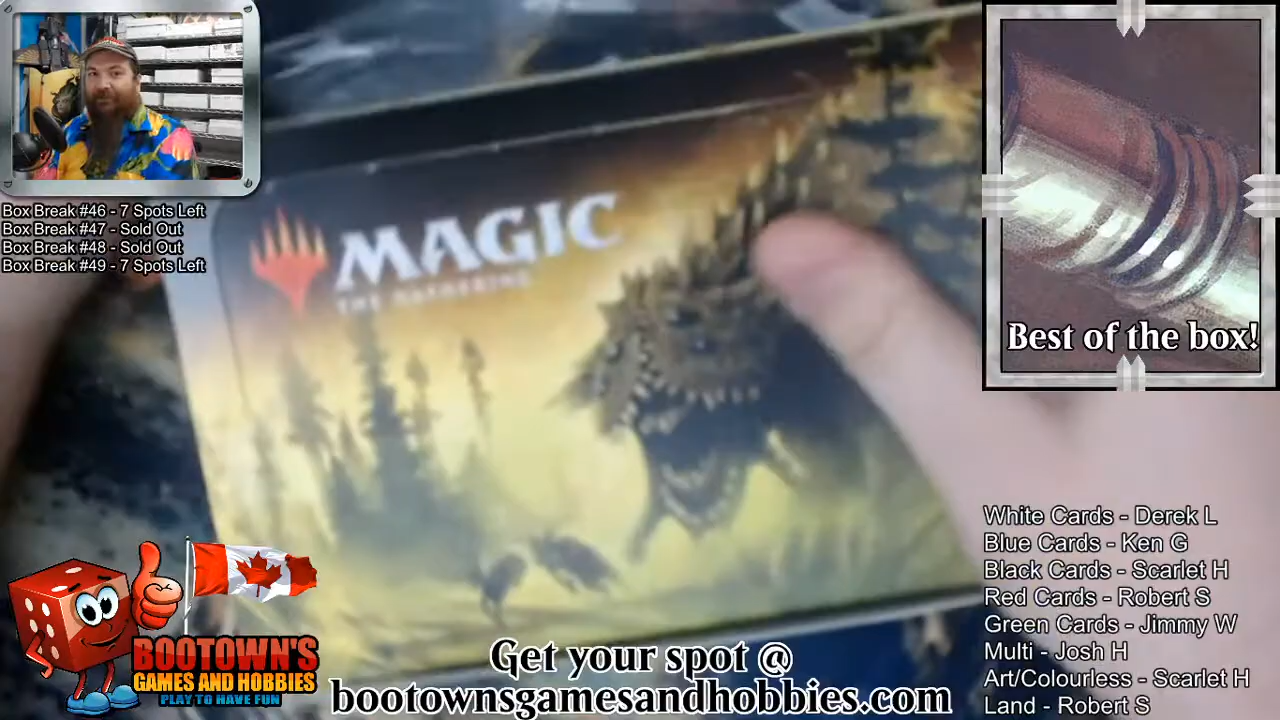 Box Break #46 - 7 Spots Left
Box Break #47 - Sold Out
Box Break #48 - Sold Out
Box Break #49 - 7 Spots Left
MAGIC
THE GATHERING
Best of the box!
White Cards - Derek L
Blue Cards - Ken G
Black Cards - Scarlet H
Red Cards - Robert S
Green Cards - Jimmy W
Multi - Josh H
Art/Colourless - Scarlet H
Land - Robert S
BOOTOWN'S
GAMES AND HOBBIES
PLAY TO HAVE FUN
Get your spot @
bootownsgamesandhobbies.com